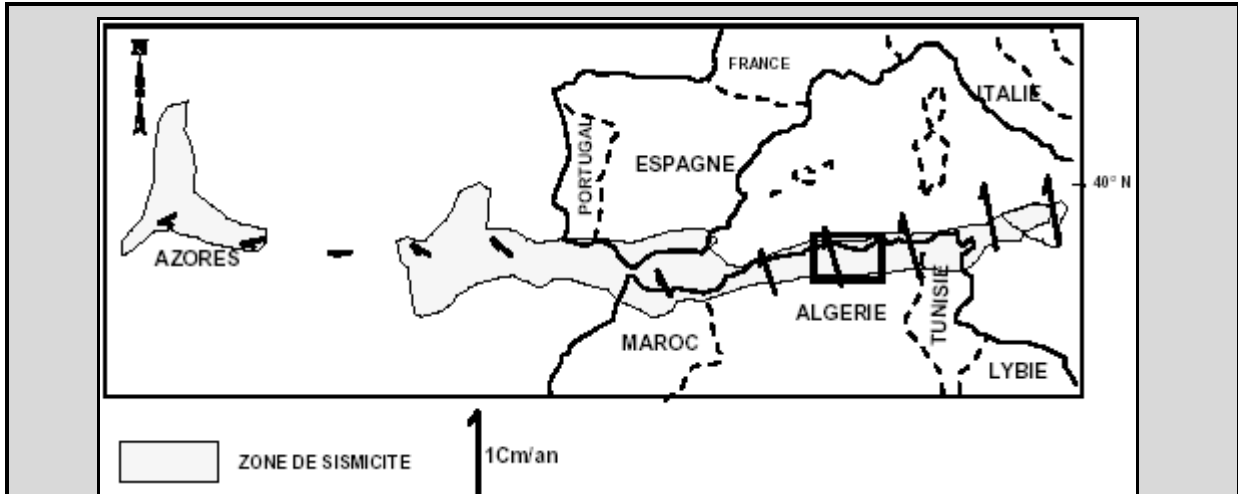 N
FRANCE
ITALIE
PORTUGAL
ESPAGNE
40° N
AZORES
ALGERIE
TUNISIE
MAROC
LYBIE
ZONE DE SISMICITE
1Cm/an